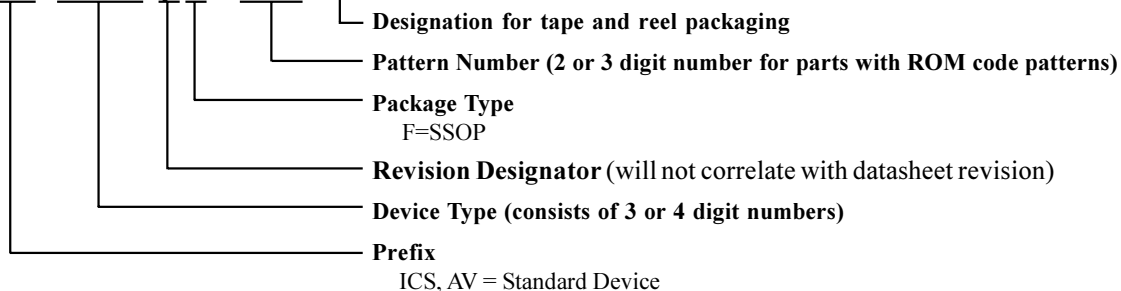 Designation for tape and reel packaging
Pattern Number (2 or 3 digit number for parts with ROM code patterns)
Package Type
F=SSOP
Revision Designator (will not correlate with datasheet revision)
Device Type (consists of 3 or 4 digit numbers)
Prefix
ICS, AV = Standard Device